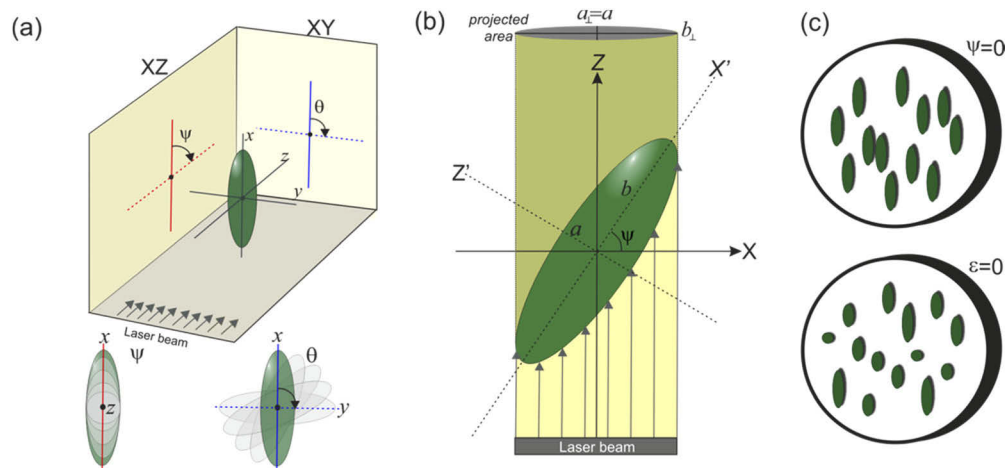 (a)
XY
XZ
θ
ψ
x
z
y
Laser beam
x
ψ
z
x
θ
y
(b)
a⊥=a
projected
area
b⊥
Z
X'
Z'
b
a
ψ
X
Laser beam
(c)
ψ=0
ε=0